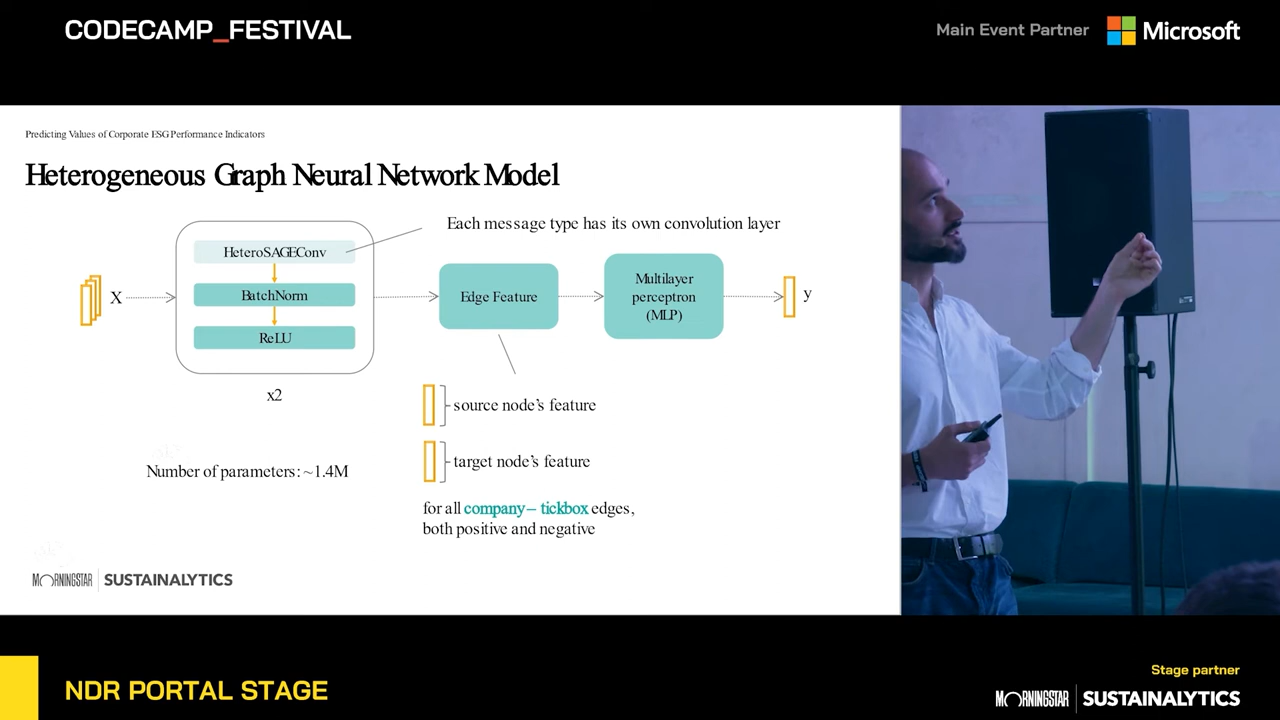 CODECAMP_FESTIVAL
Main Event Partner
Microsoft
Predicting Values of Corporate ESG Performance Indicators
Heterogeneous Graph Neural Network Model
Each message type has its own convolution layer
HeteroSAGEConv
BatchNorm
ReLU
x2
X
Edge Feature
Multilayer
perceptron
(MLP)
y
source node's feature
target node's feature
for all company – tickbox edges,
both positive and negative
Number of parameters: ~1.4M
MORNINGSTAR | SUSTAINALYTICS
NDR PORTAL STAGE
Stage partner
MORNINGSTAR | SUSTAINALYTICS